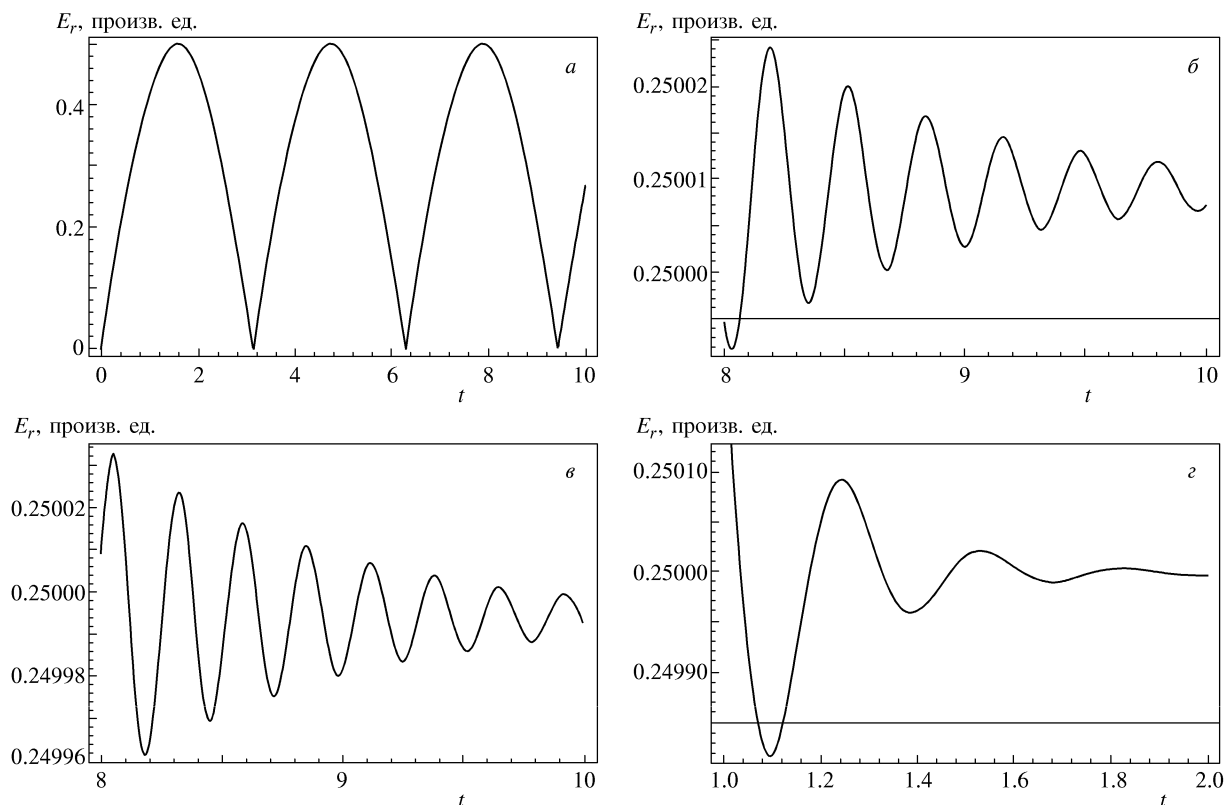 E_r, произв. ед.
а
0.4
0.2
0
0 2 4 6 8 10
t
E_r, произв. ед.
б
0.25002
0.25001
0.25000
8 9 10
t
E_r, произв. ед.
в
0.25002
0.25000
0.24998
0.24996
8 9 10
t
E_r, произв. ед.
г
0.25010
0.25000
0.24990
1.0 1.2 1.4 1.6 1.8 2.0
t